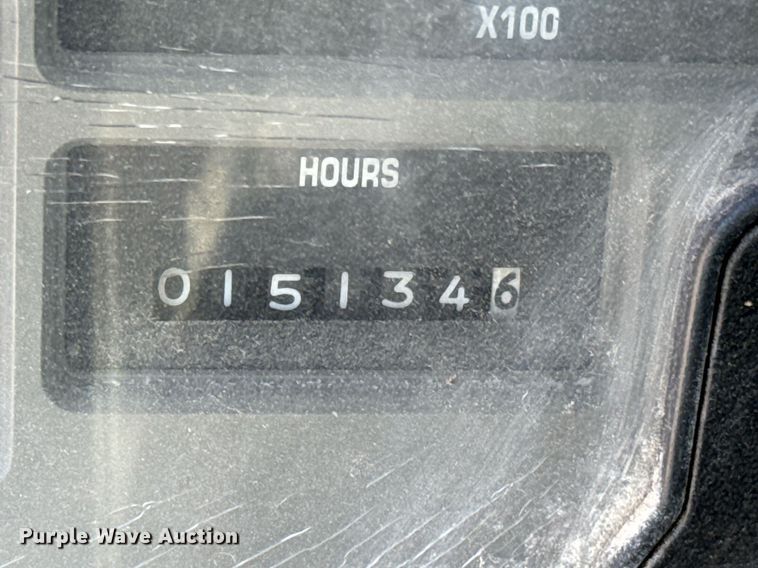 X100
HOURS
0151346
Purple Wave Auction